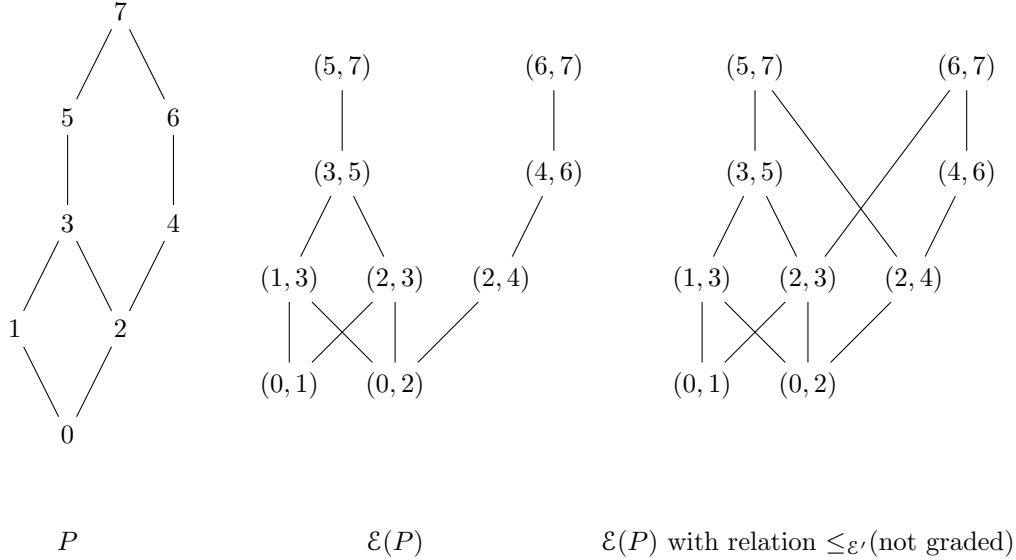 7
(5, 7) (6, 7) (5, 7) (6, 7)
5 6
(3, 5) (4, 6) (3, 5) (4, 6)
3 4
(1, 3) (2, 3) (2, 4) (1, 3) (2, 3) (2, 4)
1 2
(0, 1) (0, 2) (0, 1) (0, 2)
0
P ℰ(P) ℰ(P) with relation ≤_ℰ′(not graded)